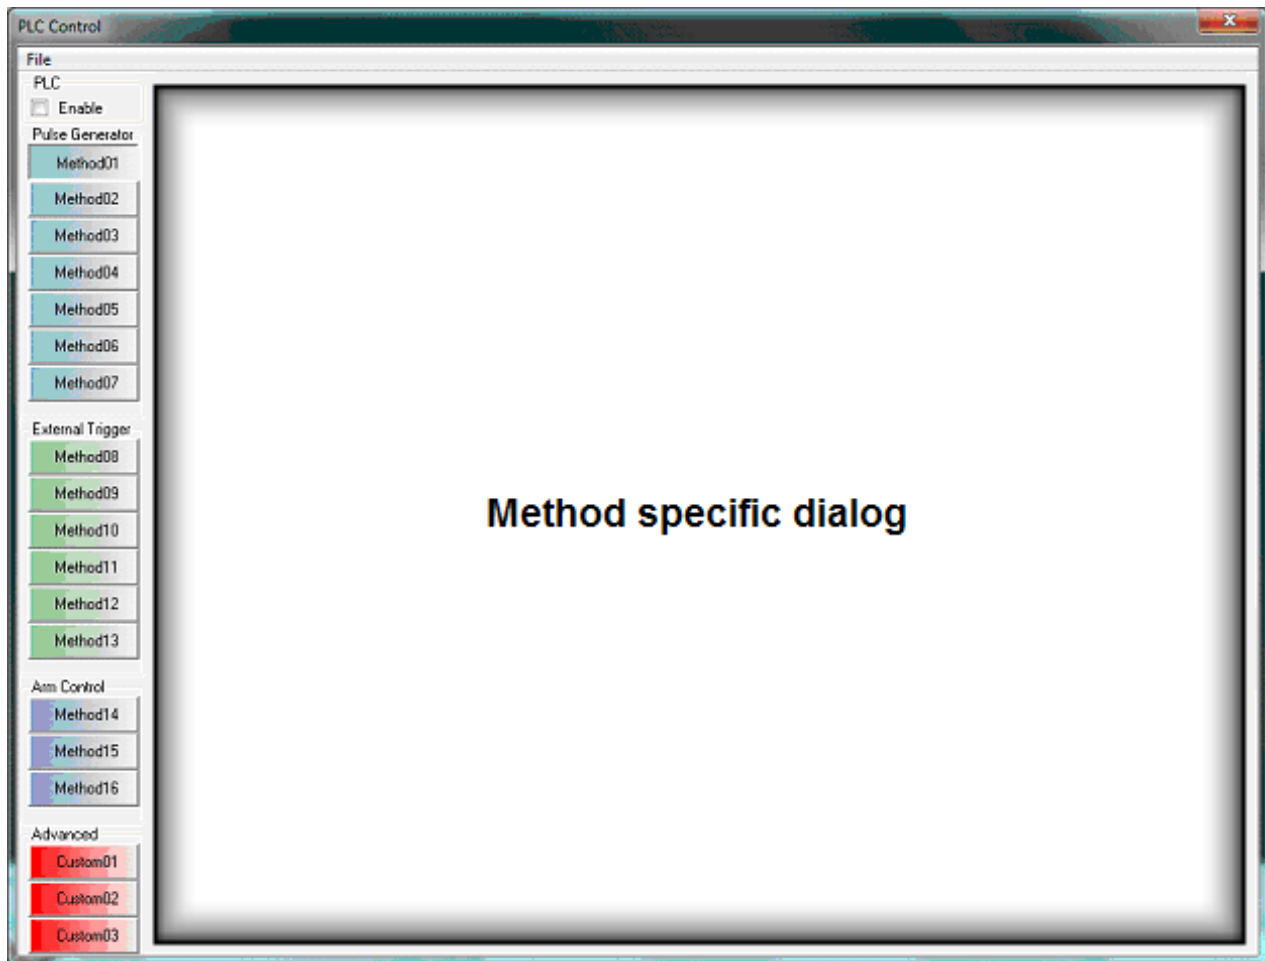 PLC Control
File
PLC
Enable
Pulse Generator
Method01
Method02
Method03
Method04
Method05
Method06
Method07
External Trigger
Method08
Method09
Method10
Method11
Method12
Method13
Arm Control
Method14
Method15
Method16
Advanced
Custom01
Custom02
Custom03
Method specific dialog